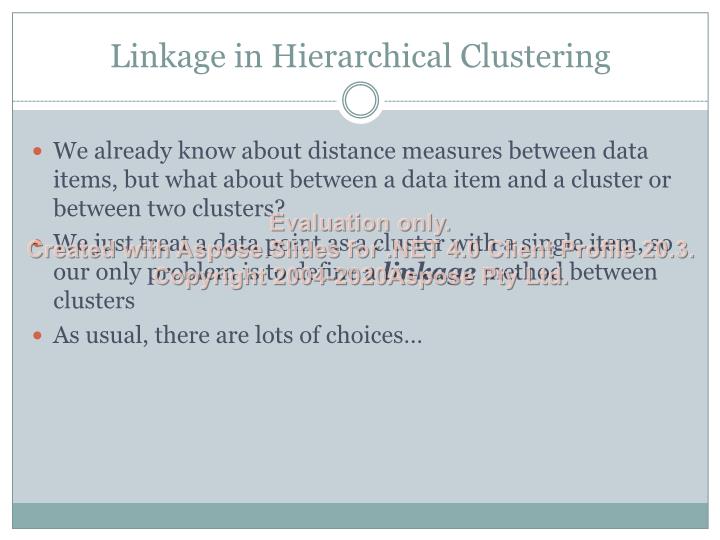 Linkage in Hierarchical Clustering
• We already know about distance measures between data
items, but what about between a data item and a cluster or
between two clusters?
Evaluation only.
• We just treat a data point as a cluster with a single item, so
Created with Aspose.Slides for .NET 4.0 Client Profile 20.3.
our only problem is to define a linkage method between
Copyright 2004-2020Aspose Pty Ltd.
clusters
• As usual, there are lots of choices…